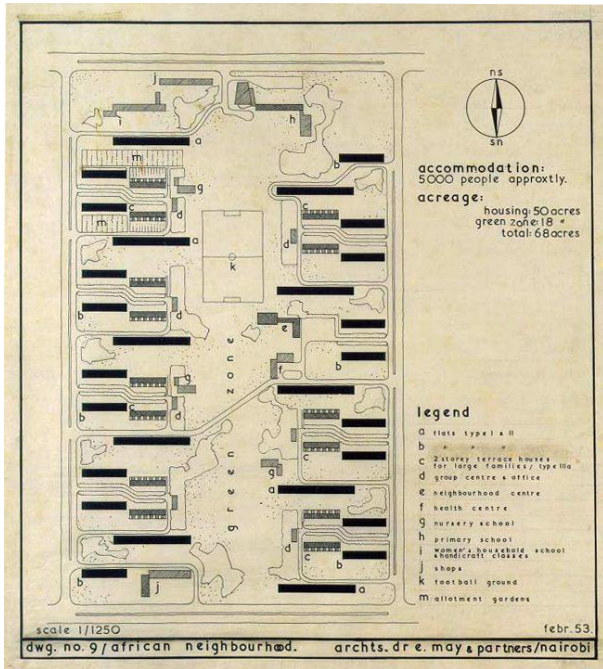 ns
sn
accommodation:
5000 people approxtly.
acreage:
housing: 50 acres
green zone: 18 "
total: 68 acres
j
i
h
a
m
b
g
c
c
d
m
d
a
k
b
d
e
b
green zone
f
g
b
c
d
c
g
a
d
c
b
b
j
a
legend
a flats type I & II
b " " "
c 2 storey terrace houses
for large families/type IIIa
d group centre & office
e neighbourhood centre
f health centre
g nursery school
h primary school
i women's household school
& handicraft classes
j shops
k football ground
m allotment gardens
scale 1/1250
febr. 53.
dwg. no. 9/african neighbourhood.
archts. dr e. may & partners/nairobi